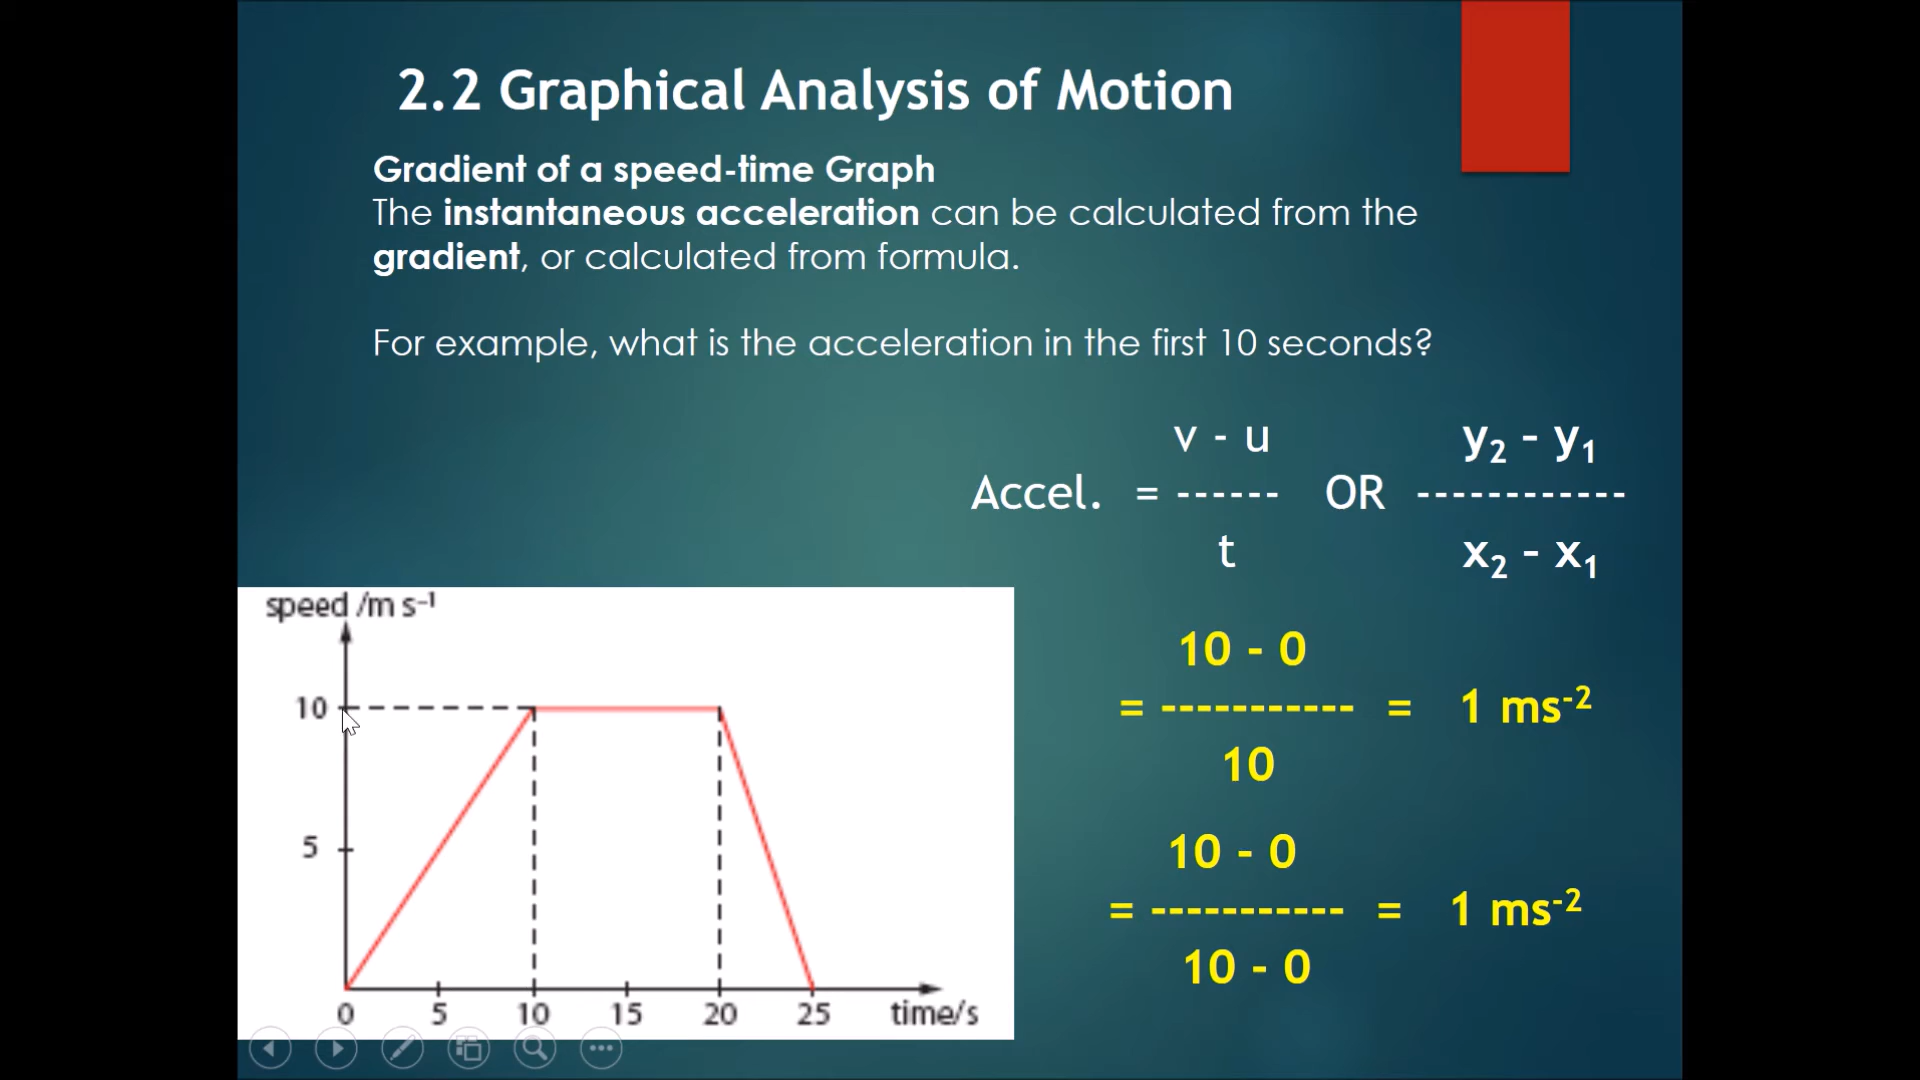 2.2 Graphical Analysis of Motion
Gradient of a speed-time Graph
The instantaneous acceleration can be calculated from the
gradient, or calculated from formula.
For example, what is the acceleration in the first 10 seconds?
v - u y₂ - y₁
Accel. = ------ OR ------------
t x₂ - x₁
10 - 0
= ----------- = 1 ms⁻²
10
10 - 0
= ----------- = 1 ms⁻²
10 - 0
speed /m s⁻¹
10
5
0 5 10 15 20 25 time/s